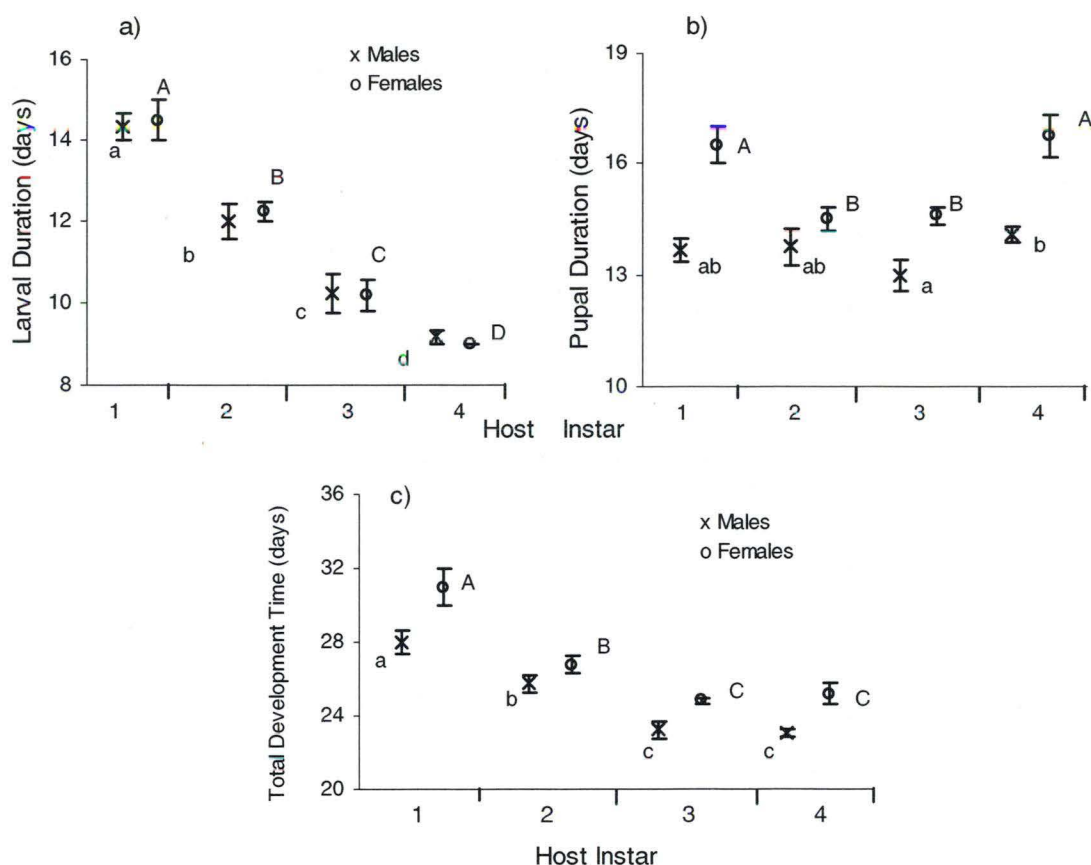 a)
x Males
o Females
Larval Duration (days)
16
14
12
10
8
a
A
b
B
c
C
d
D
1
2
3
4
b)
Pupal Duration (days)
19
16
13
10
ab
A
ab
B
a
B
b
A
1
2
3
4
Host Instar
c)
x Males
o Females
Total Development Time (days)
36
32
28
24
20
a
A
b
B
c
C
c
C
1
2
3
4
Host Instar